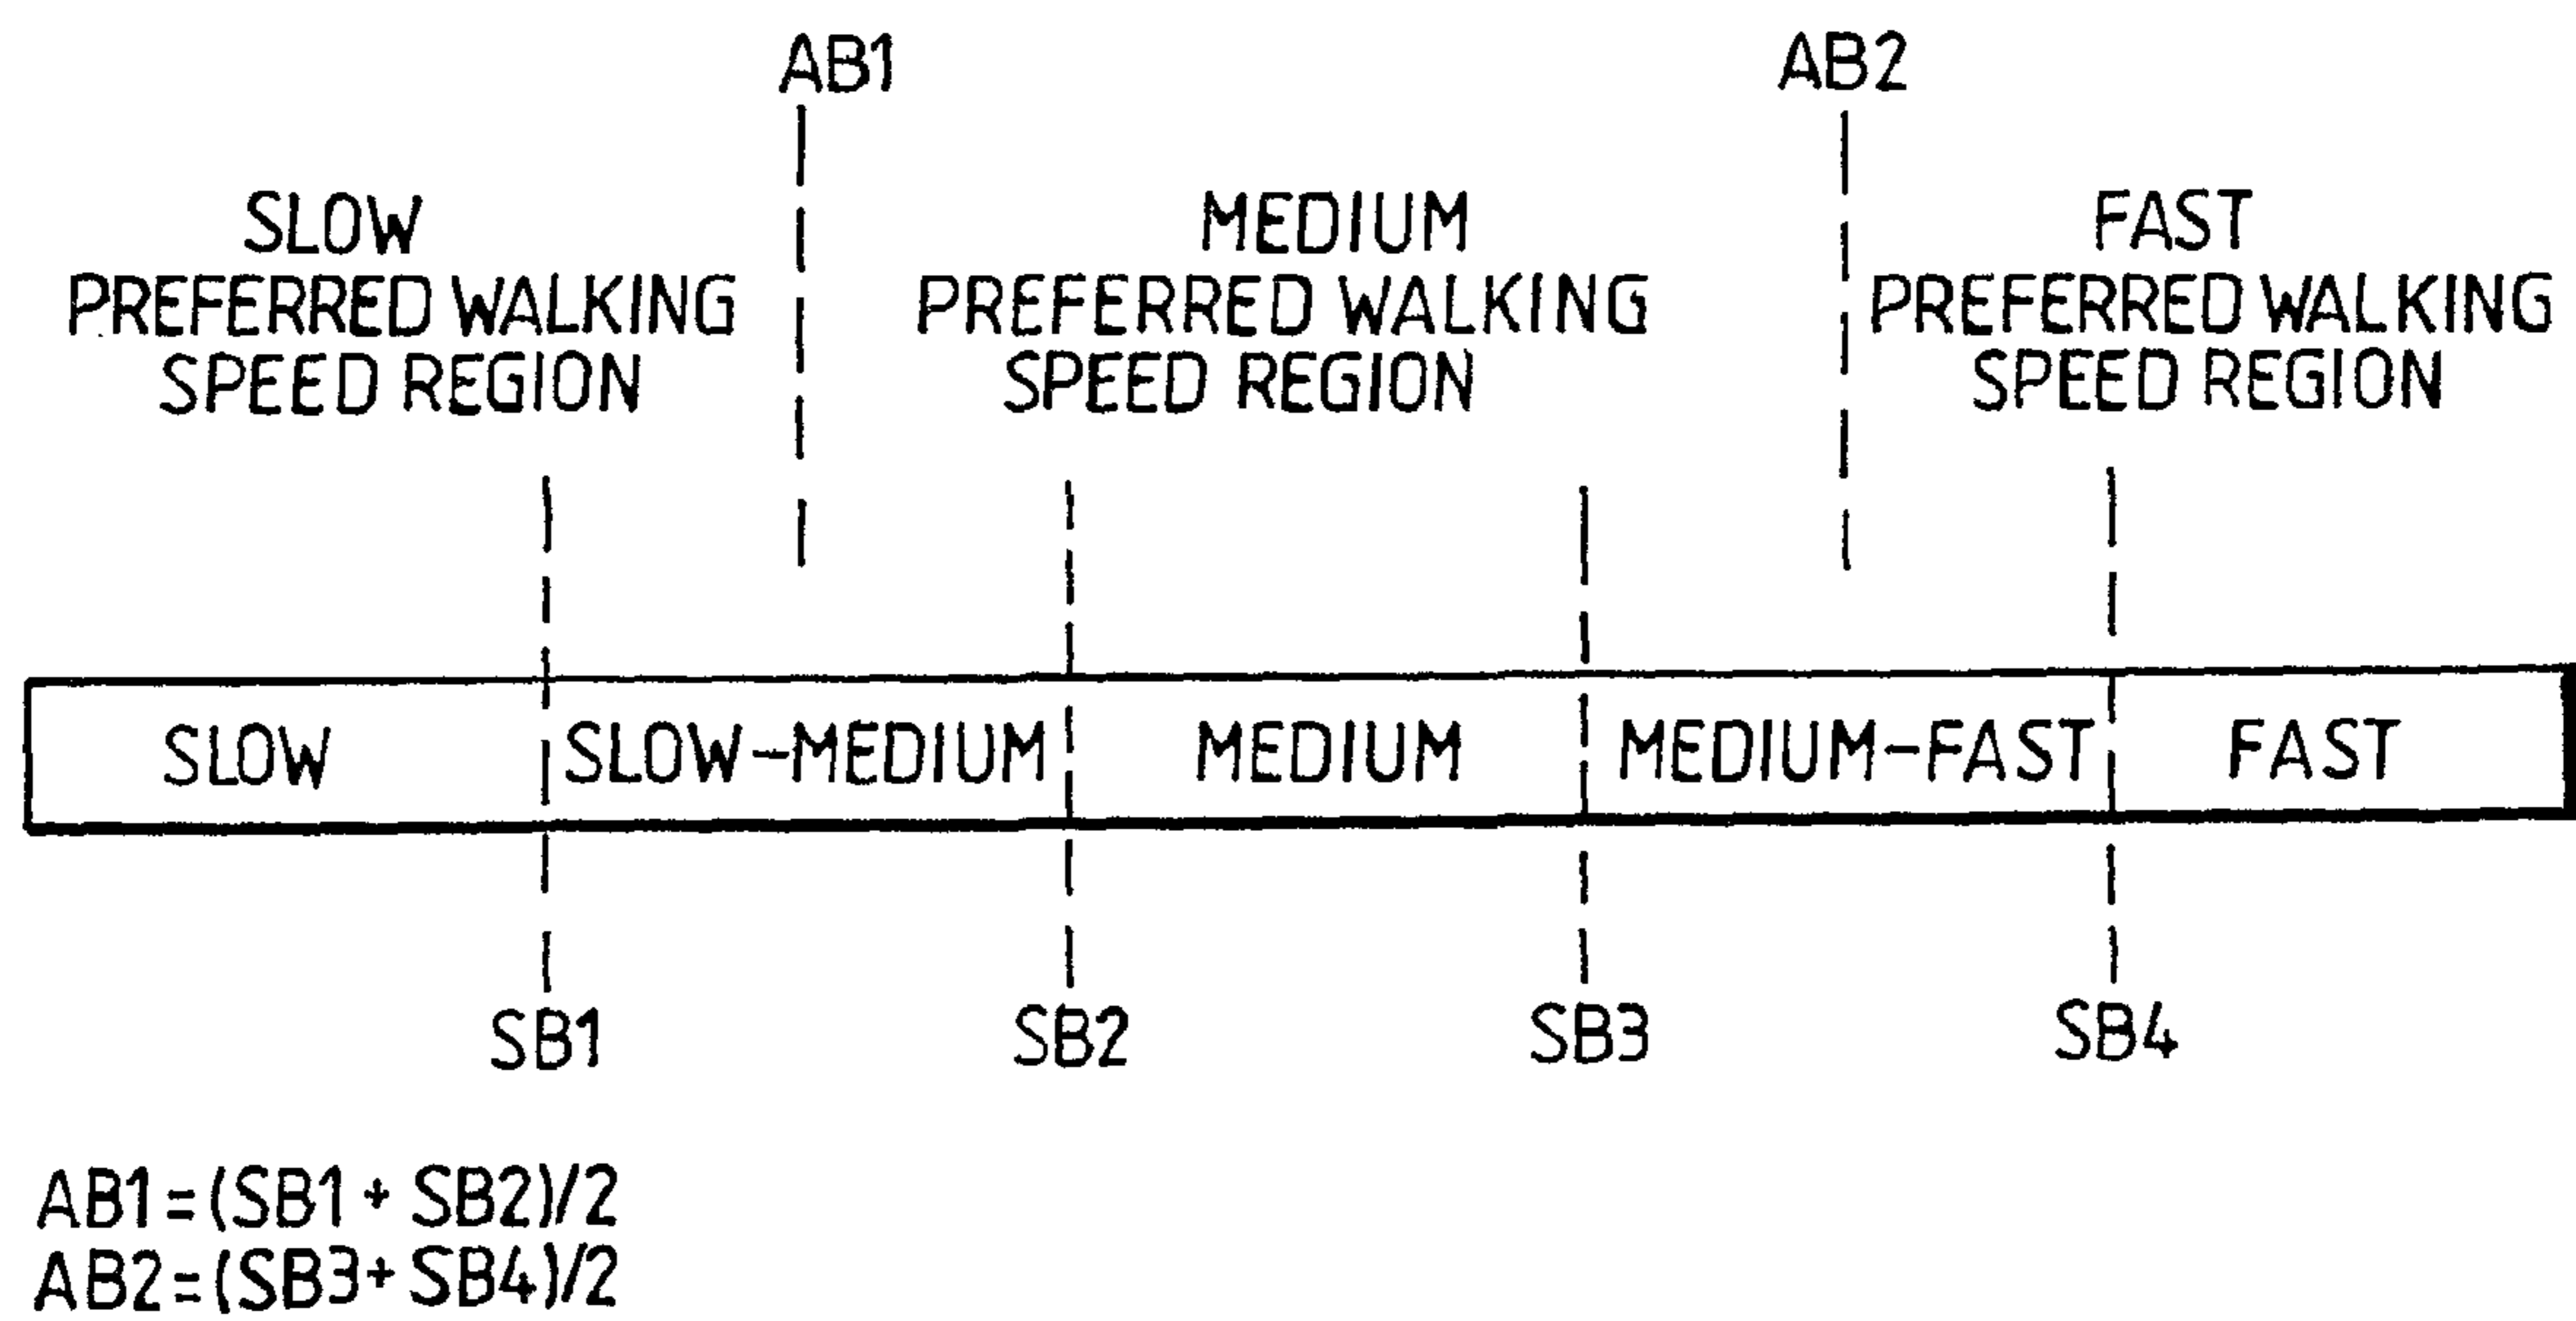 AB1
AB2
SLOW
PREFERRED WALKING
SPEED REGION
MEDIUM
PREFERRED WALKING
SPEED REGION
FAST
PREFERRED WALKING
SPEED REGION
SLOW
SLOW-MEDIUM
MEDIUM
MEDIUM-FAST
FAST
SB1
SB2
SB3
SB4
AB1=(SB1 + SB2)/2
AB2=(SB3+ SB4)/2